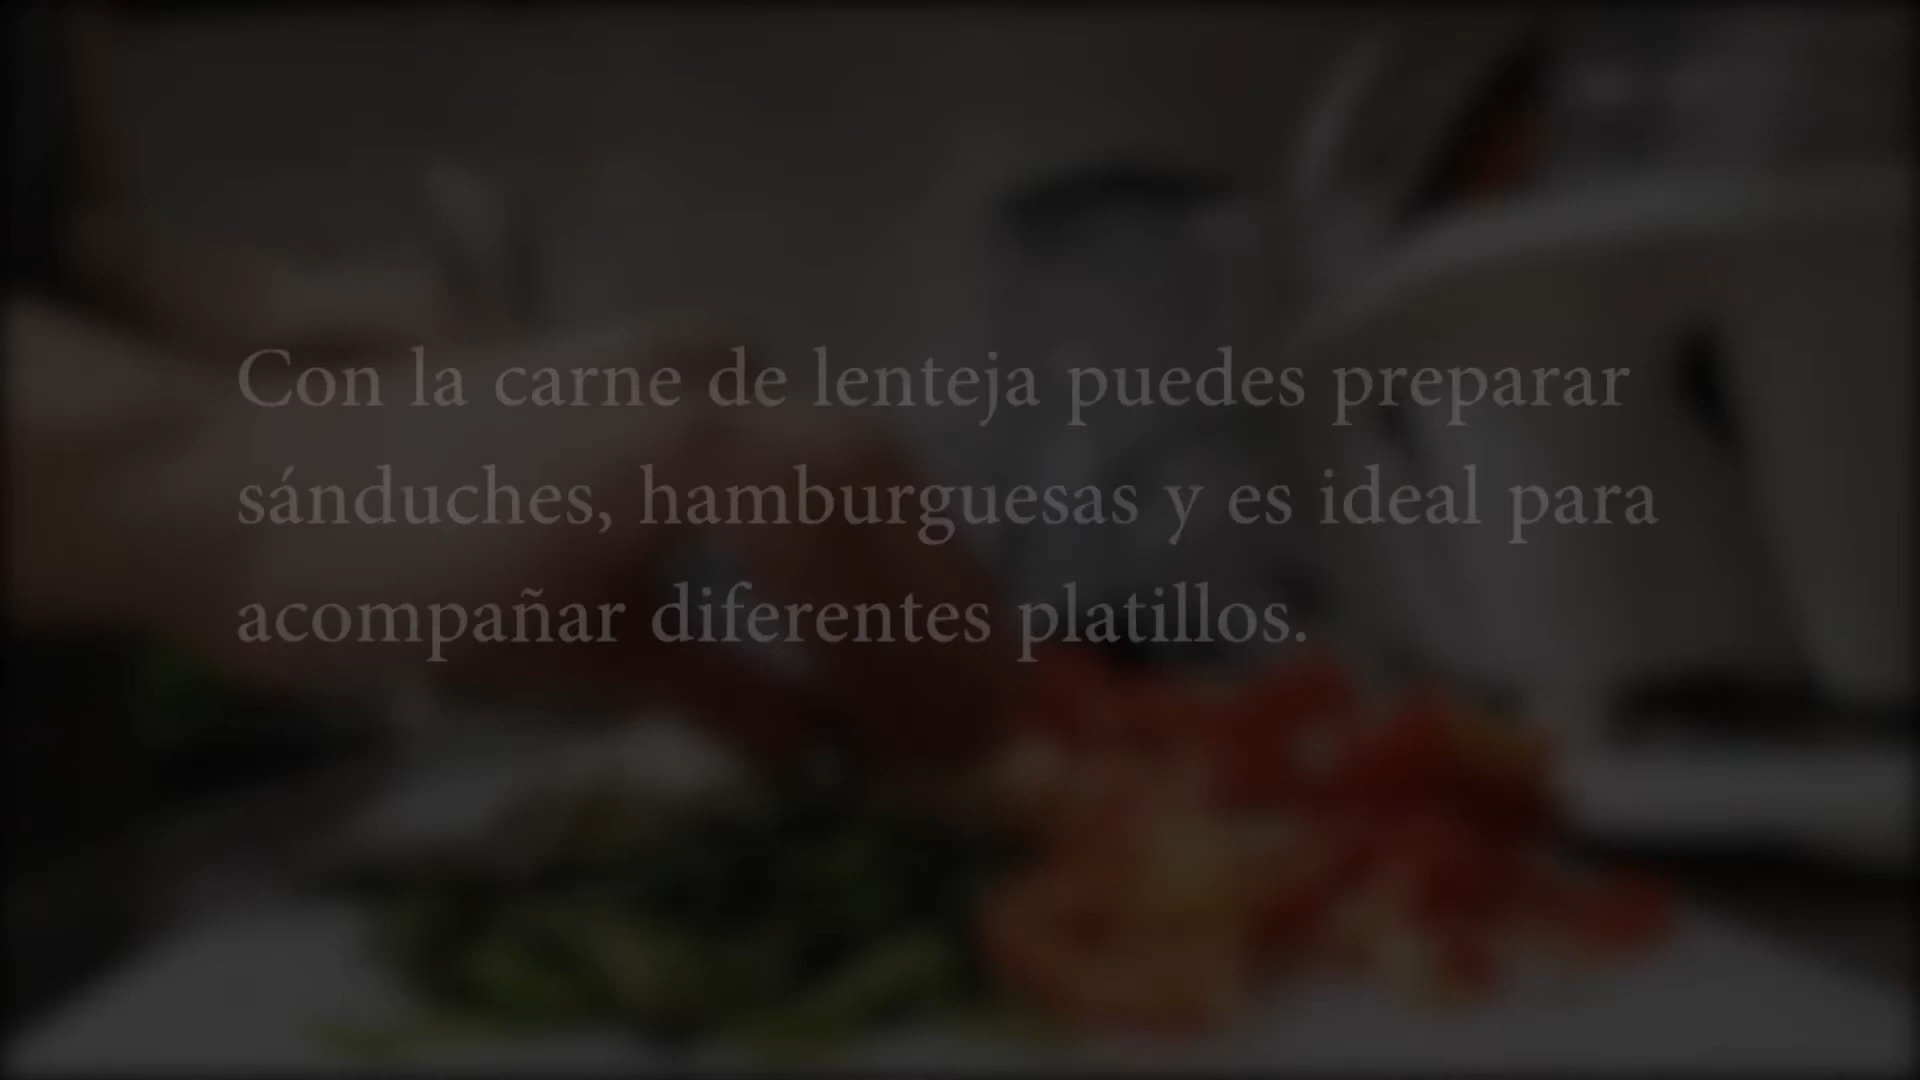 Con la carne de lenteja puedes preparar
sánduches, hamburguesas y es ideal para
acompañar diferentes platillos.